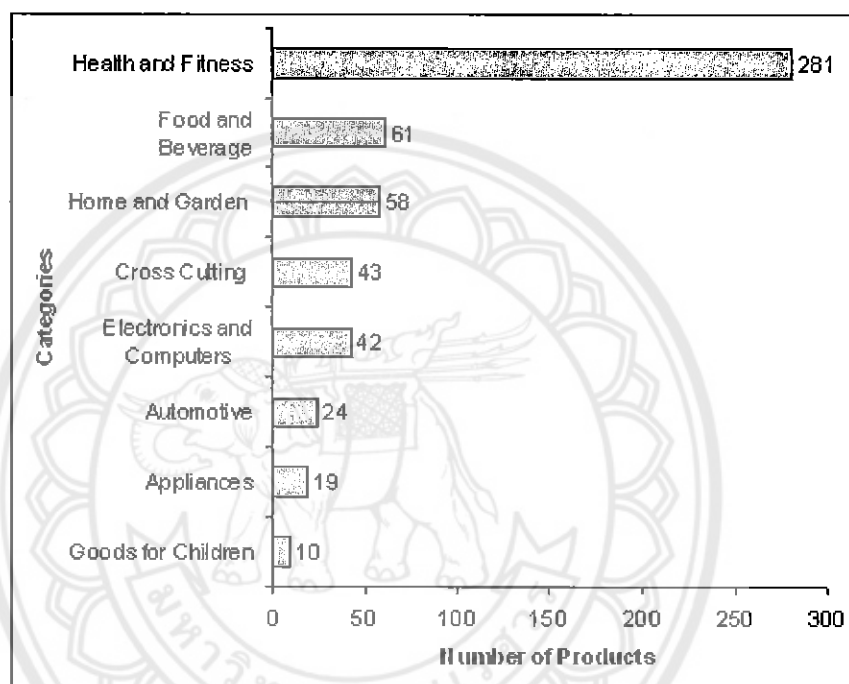 Health and Fitness
281
Food and
Beverage
61
Home and Garden
58
Cross Cutting
43
Electronics and
Computers
42
Automotive
24
Appliances
19
Goods for Children
10
Categories
0 50 100 150 200 250 300
Number of Products